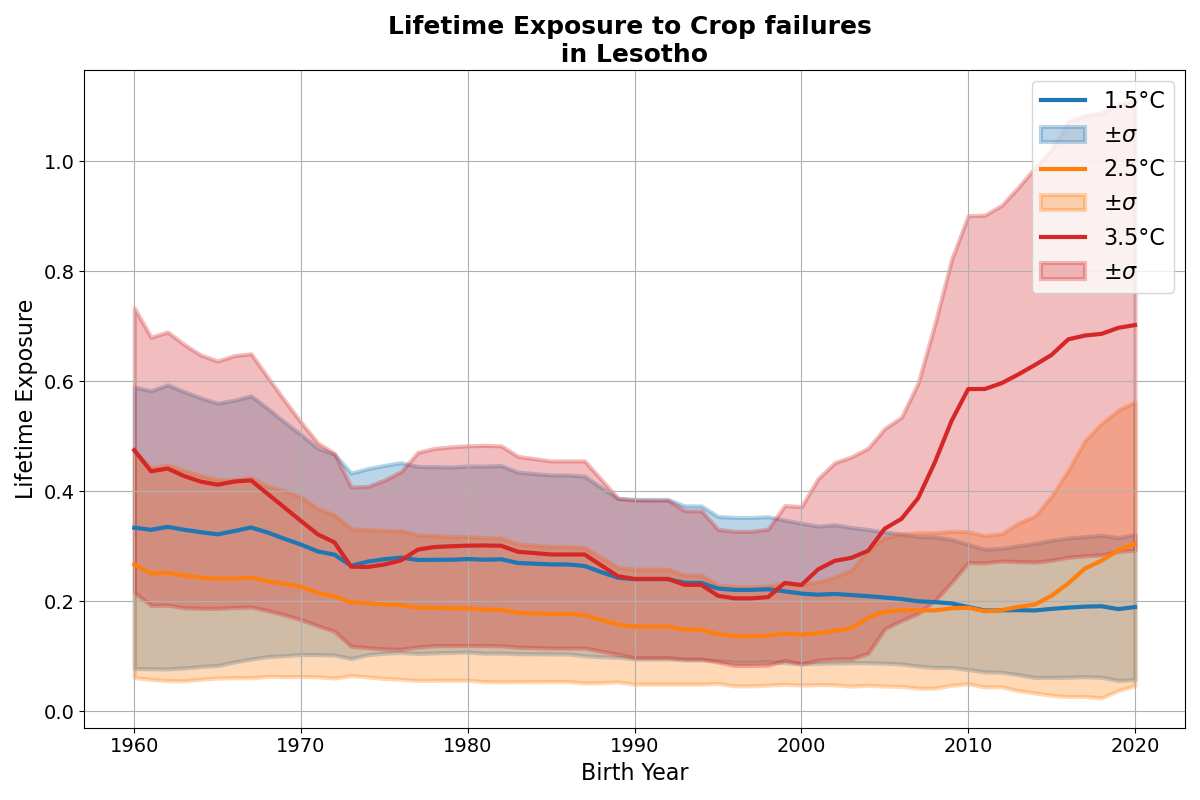 Lifetime Exposure to Crop failures
in Lesotho
1.5°C
±σ
2.5°C
±σ
3.5°C
±σ
Lifetime Exposure
1.0
0.8
0.6
0.4
0.2
0.0
1960 1970 1980 1990 2000 2010 2020
Birth Year